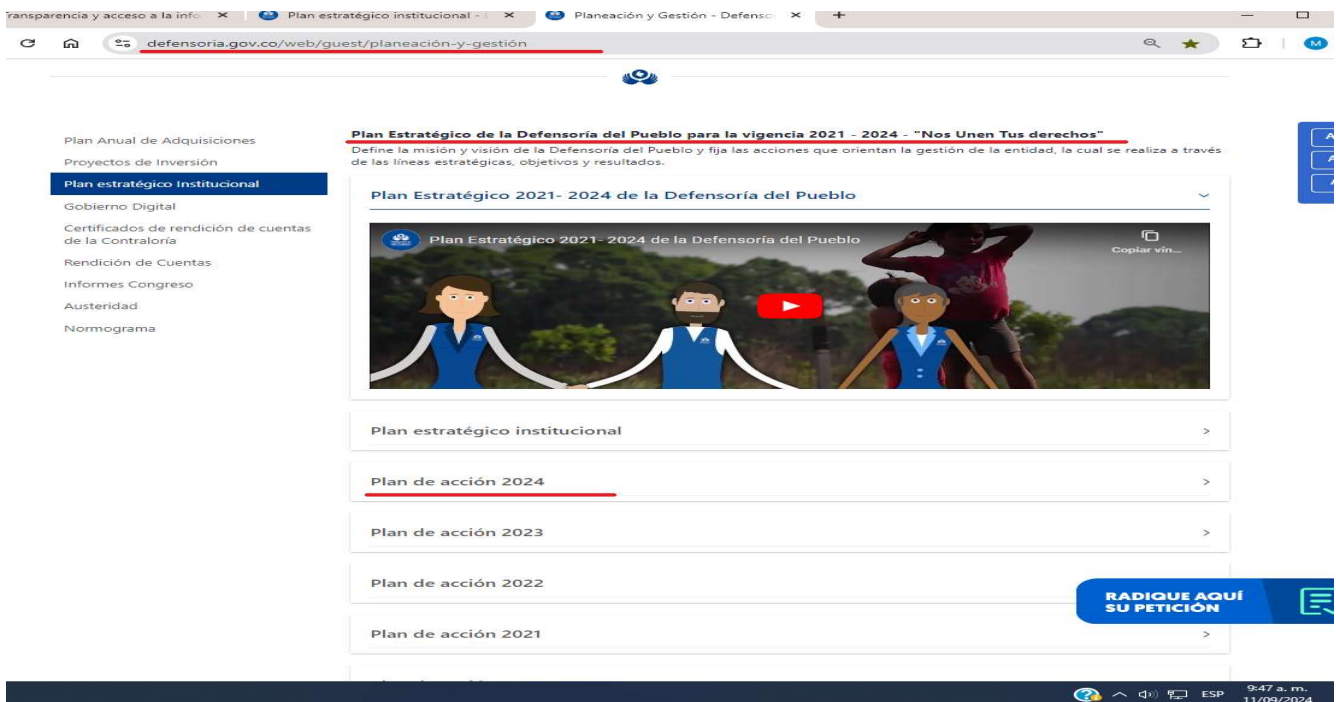 Transparencia y acceso a la info
Plan estratégico institucional -
Planeación y Gestión - Defenso
defensoria.gov.co/web/guest/planeación-y-gestión
M
Plan Anual de Adquisiciones
Proyectos de Inversión
Plan estratégico Institucional
Gobierno Digital
Certificados de rendición de cuentas
de la Contraloría
Rendición de Cuentas
Informes Congreso
Austeridad
Normograma
Plan Estratégico de la Defensoría del Pueblo para la vigencia 2021 - 2024 - "Nos Unen Tus derechos"
Define la misión y visión de la Defensoría del Pueblo y fija las acciones que orientan la gestión de la entidad, la cual se realiza a través
de las líneas estratégicas, objetivos y resultados.
A
A
A
Plan Estratégico 2021- 2024 de la Defensoría del Pueblo
Plan Estratégico 2021- 2024 de la Defensoría del Pueblo
Copiar vín...
Plan estratégico institucional
Plan de acción 2024
Plan de acción 2023
Plan de acción 2022
Plan de acción 2021
RADIQUE AQUÍ
SU PETICIÓN
ESP
9:47 a. m.
11/09/2024